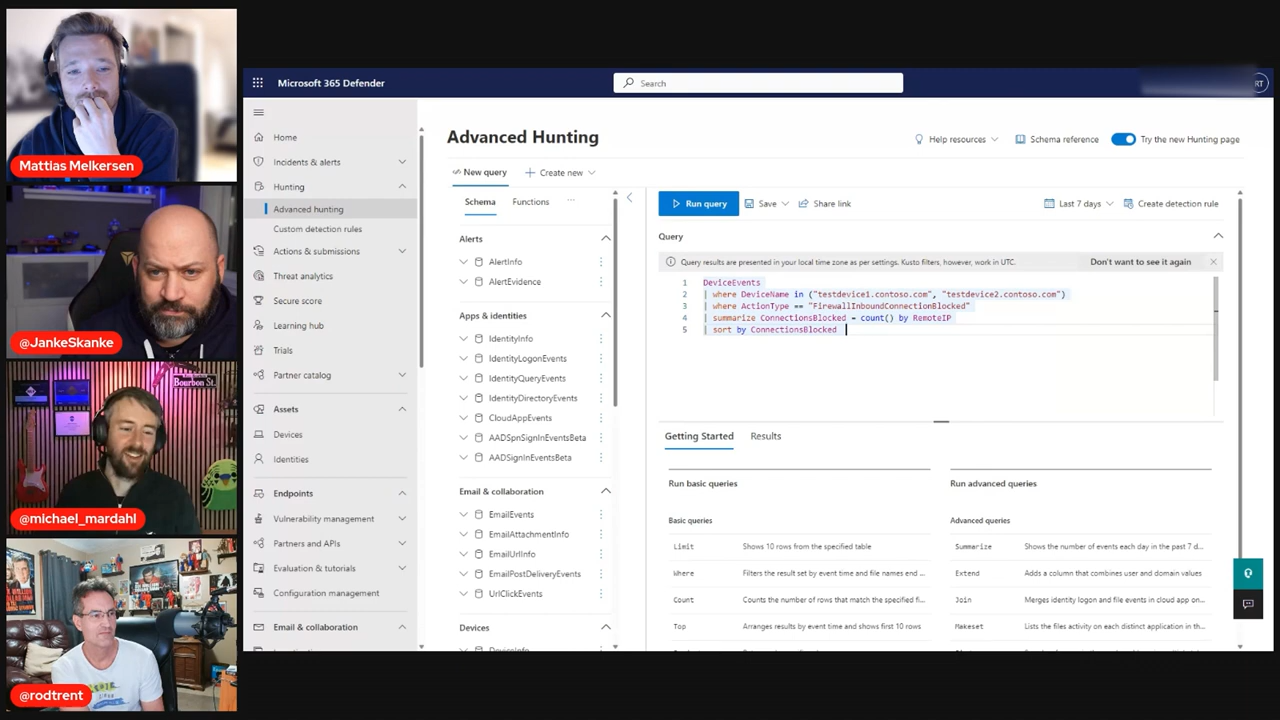 Mattias Melkersen
@JankeSkanke
Bourbon St.
@michael_mardahl
@rodtrent
Microsoft 365 Defender
Search
RT
Home
Incidents & alerts
Hunting
Advanced hunting
Custom detection rules
Actions & submissions
Threat analytics
Secure score
Learning hub
Trials
Partner catalog
Assets
Devices
Identities
Endpoints
Vulnerability management
Partners and APIs
Evaluation & tutorials
Configuration management
Email & collaboration
Advanced Hunting
Help resources
Schema reference
Try the new Hunting page
New query
Create new
Schema
Functions
...
Alerts
AlertInfo
AlertEvidence
Apps & identities
IdentityInfo
IdentityLogonEvents
IdentityQueryEvents
IdentityDirectoryEvents
CloudAppEvents
AADSpnSignInEventsBeta
AADSignInEventsBeta
Email & collaboration
EmailEvents
EmailAttachmentInfo
EmailUrlInfo
EmailPostDeliveryEvents
UrlClickEvents
Devices
DeviceInfo
Run query
Save
Share link
Last 7 days
Create detection rule
Query
Query results are presented in your local time zone as per settings. Kusto filters, however, work in UTC.
Don't want to see it again
1 DeviceEvents
2 | where DeviceName in ("testdevice1.contoso.com", "testdevice2.contoso.com")
3 | where ActionType == "FirewallInboundConnectionBlocked"
4 | summarize ConnectionsBlocked = count() by RemoteIP
5 | sort by ConnectionsBlocked
Getting Started
Results
Run basic queries
Run advanced queries
Basic queries
Advanced queries
Limit Shows 10 rows from the specified table
Summarize Shows the number of events each day in the past 7 d...
Where Filters the result set by event time and file names end ...
Extend Adds a column that combines user and domain values
Count Counts the number of rows that match the specified fi...
Join Merges identity logon and file events in cloud app on...
Top Arranges results by event time and shows first 10 rows
Makeset Lists the files activity on each distinct application in th...